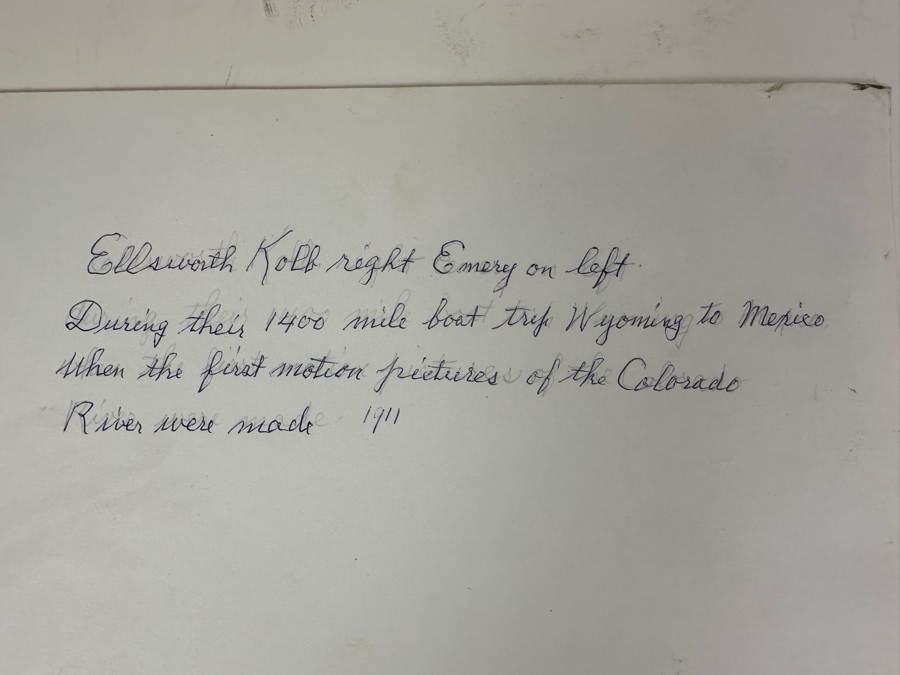 Ellsworth Kolb right Emery on left.
During their 1400 mile boat trip Wyoming to Mexico
When the first motion pictures of the Colorado
River were made 1911